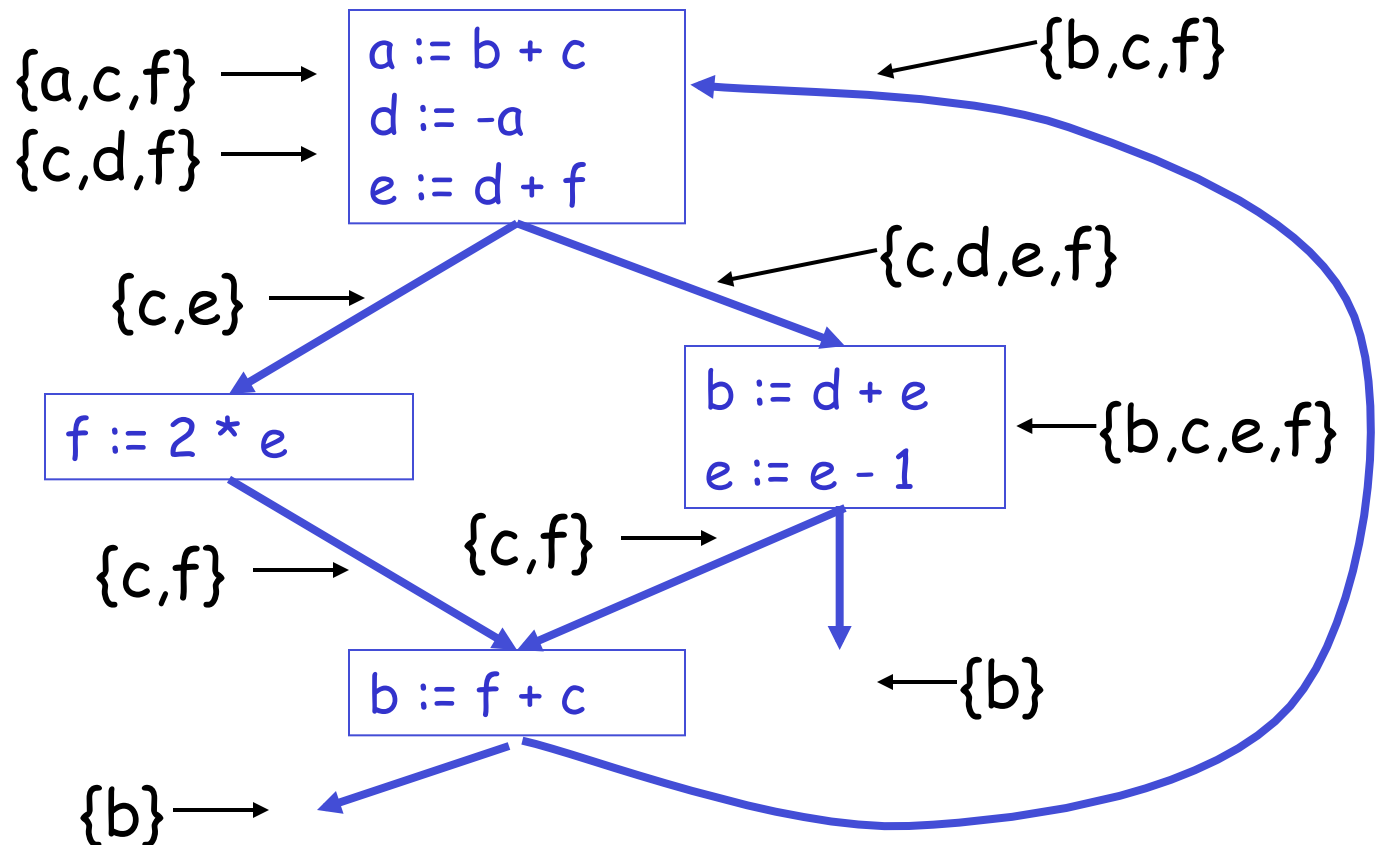 {b,c,f}
a := b + c
{a,c,f}
d := -a
{c,d,f}
e := d + f
{c,d,e,f}
{c,e}
b := d + e
f := 2 * e
{b,c,e,f}
e := e - 1
{c,f}
{c,f}
b := f + c
{b}
{b}